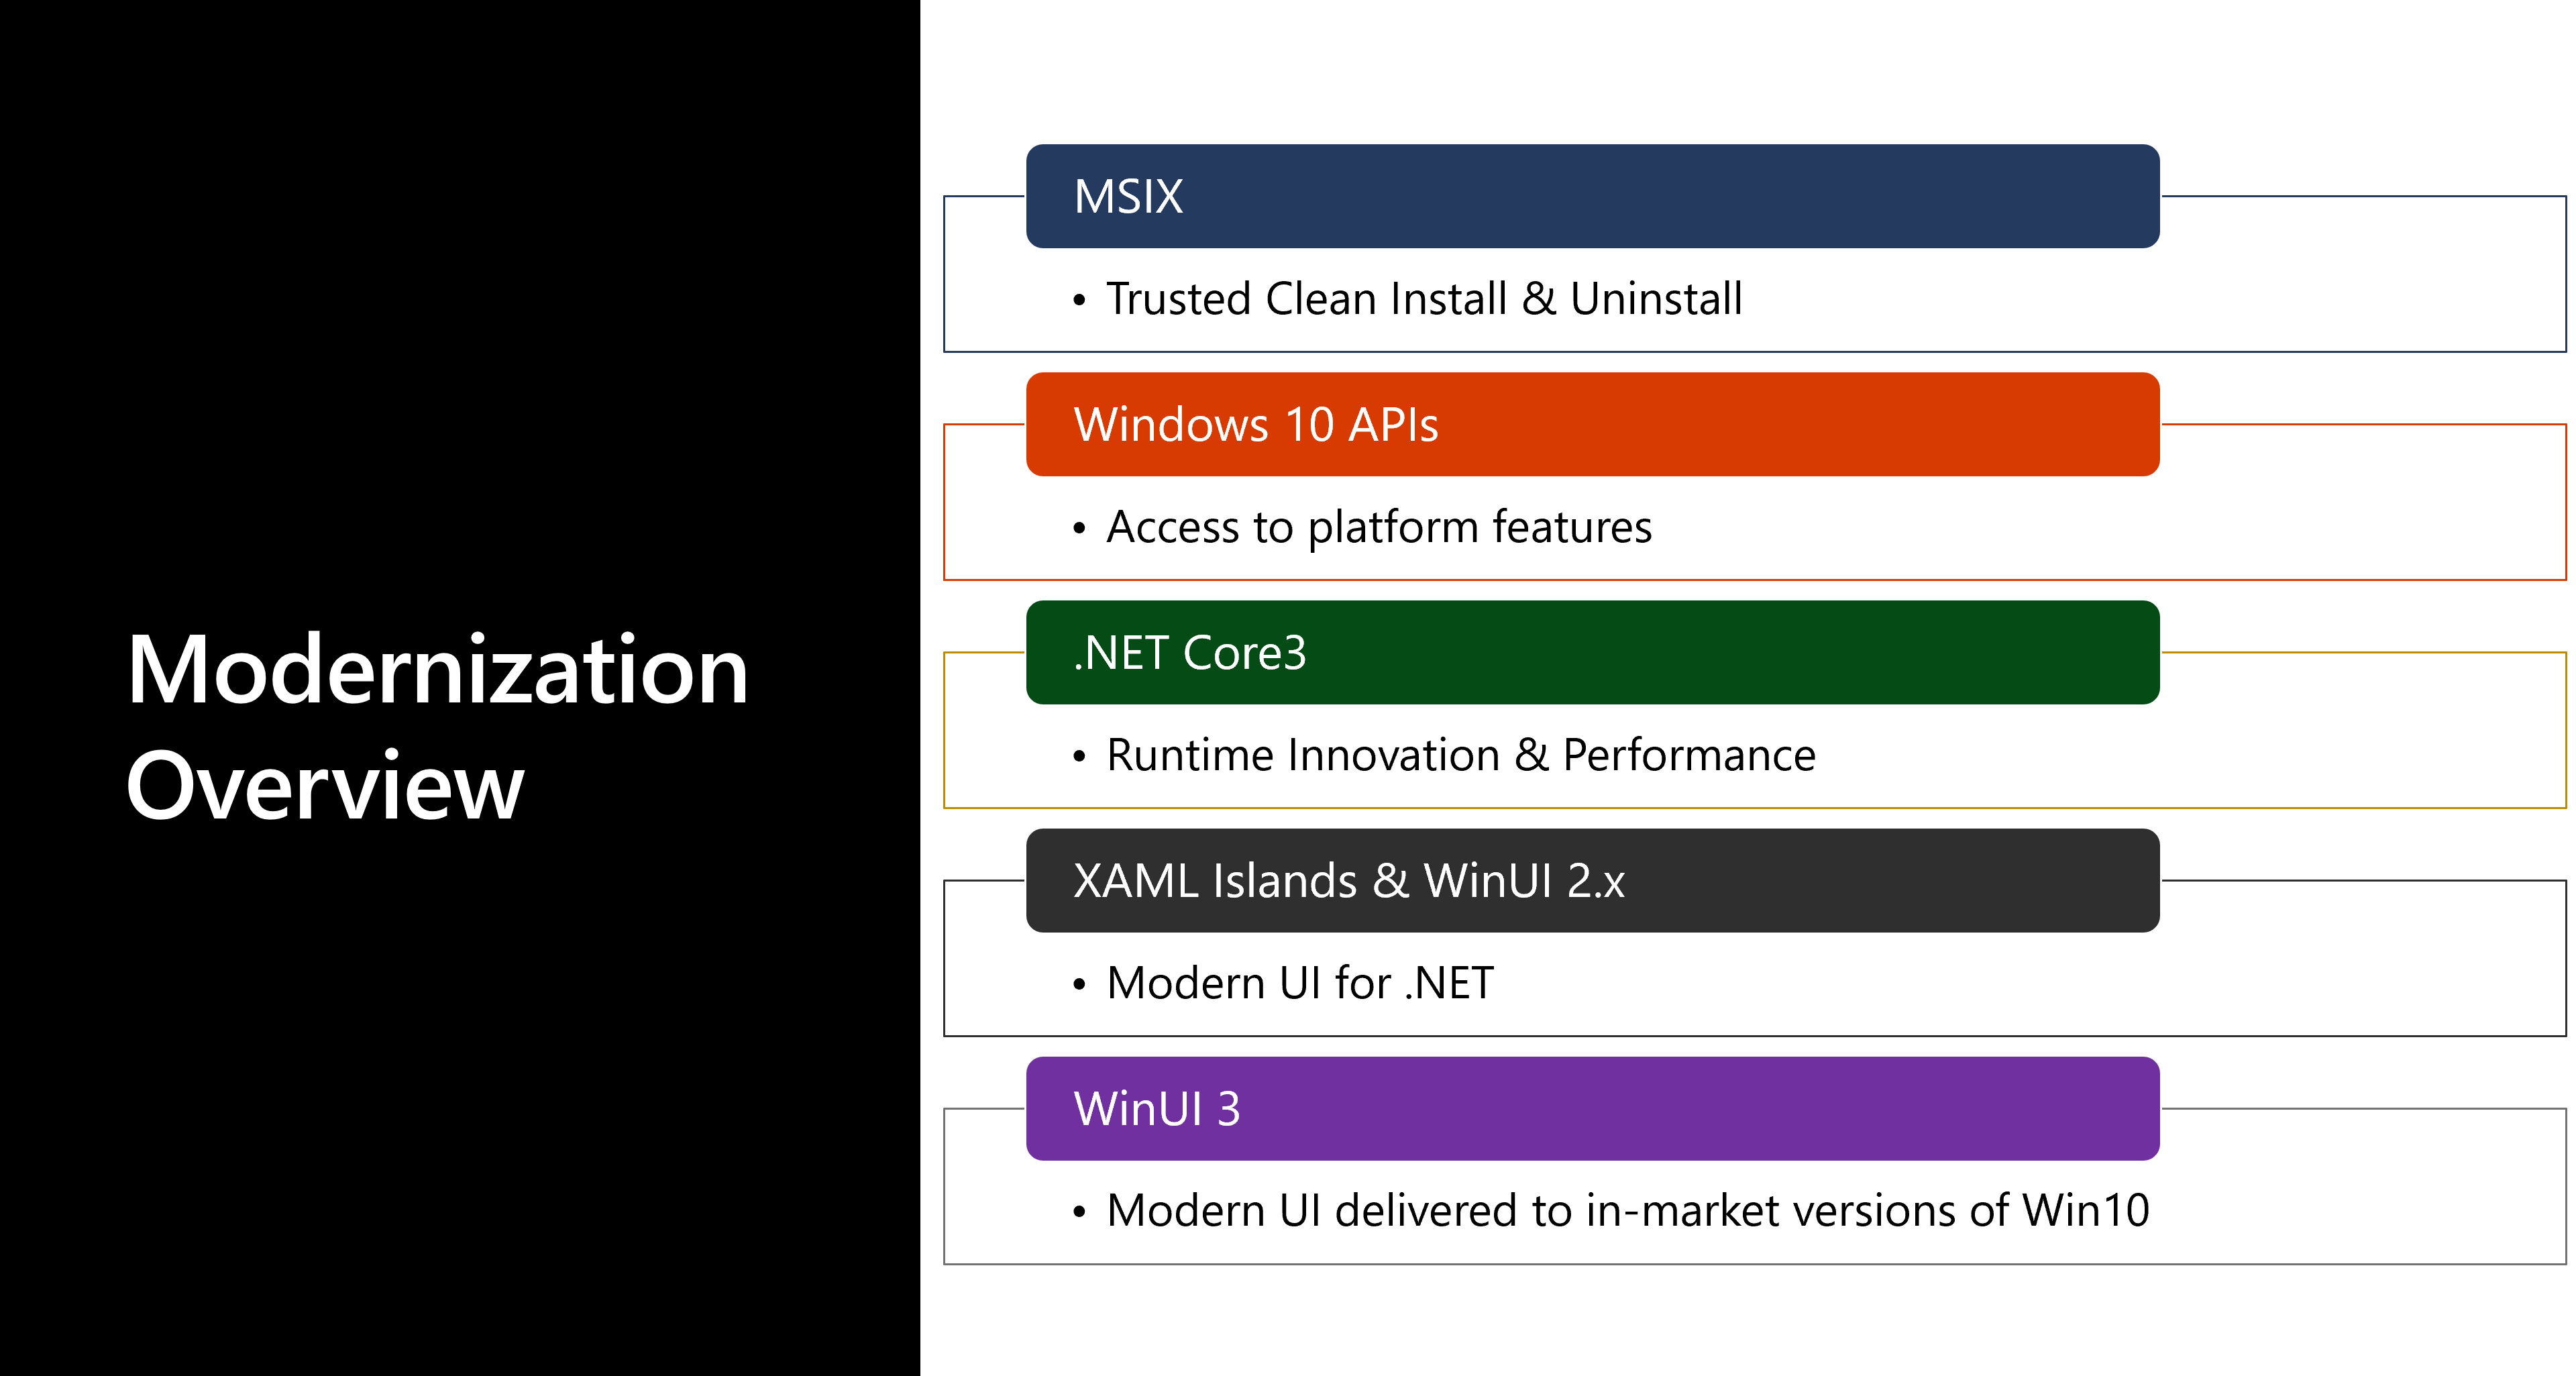 Modernization
Overview
MSIX
• Trusted Clean Install & Uninstall
Windows 10 APIs
• Access to platform features
.NET Core3
• Runtime Innovation & Performance
XAML Islands & WinUI 2.x
• Modern UI for .NET
WinUI 3
• Modern UI delivered to in-market versions of Win10